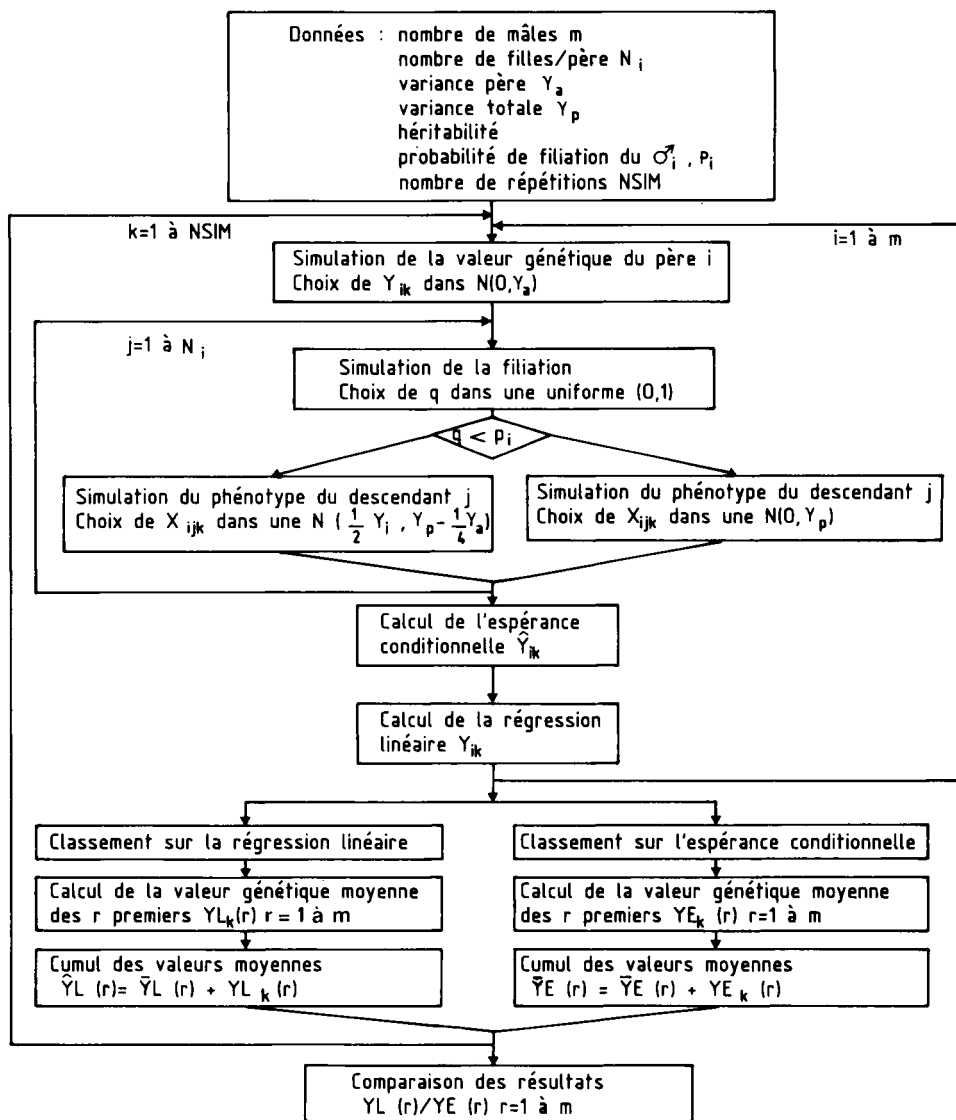 Données : nombre de mâles m
nombre de filles/père N i
variance père Y a
variance totale Y p
héritabilité
probabilité de filiation du ♂ i , P i
nombre de répétitions NSIM
k=1 à NSIM
i=1 à m
Simulation de la valeur génétique du père i
Choix de Y ik dans N(0,Y a)
j=1 à N i
Simulation de la filiation
Choix de q dans une uniforme (0,1)
q < p i
Simulation du phénotype du descendant j
Choix de X ijk dans une N ( 1/2 Y i , Y p - 1/4 Y a)
Simulation du phénotype du descendant j
Choix de X ijk dans une N(0, Y p)
Calcul de l'espérance
conditionnelle Ŷ ik
Calcul de la régression
linéaire Y ik
Classement sur la régression linéaire
Classement sur l'espérance conditionnelle
Calcul de la valeur génétique moyenne
des r premiers YL k(r) r = 1 à m
Calcul de la valeur génétique moyenne
des r premiers YE k (r) r=1 à m
Cumul des valeurs moyennes
ŶL (r)= ȲL (r) + YL k (r)
Cumul des valeurs moyennes
ȲE (r) = ȲE (r) + YE k (r)
Comparaison des résultats
YL (r)/YE (r) r=1 à m